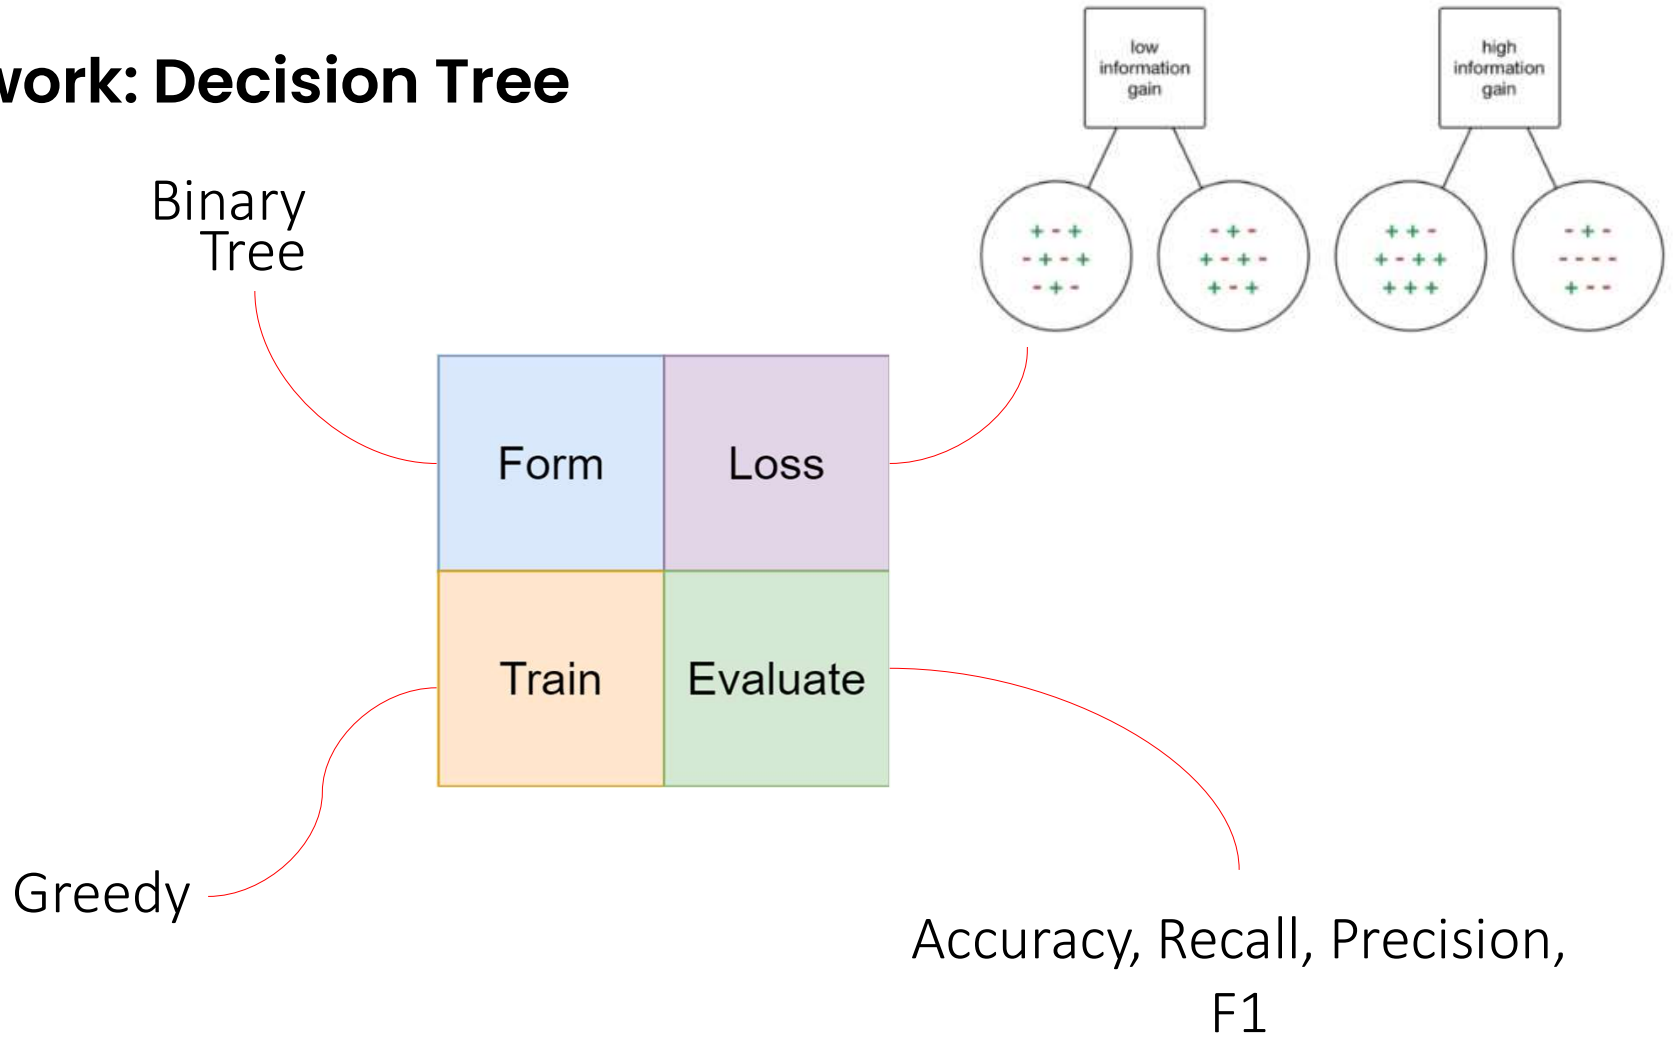 work: Decision Tree
low
information
gain
high
information
gain
+ - +
- + - +
- + -
- + -
+ - + -
+ - +
+ + -
+ - + +
+ + +
- + -
- - - -
+ - -
Binary
Tree
Form
Loss
Train
Evaluate
Greedy
Accuracy, Recall, Precision,
F1